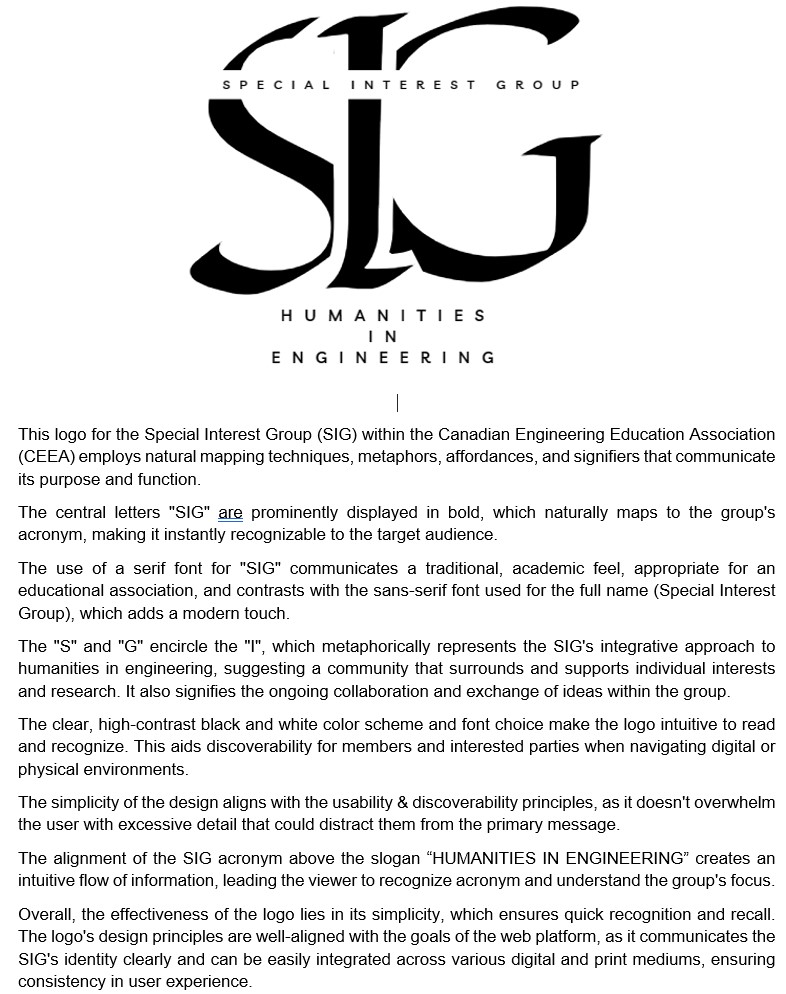 SIG
SPECIAL INTEREST GROUP
HUMANITIES
IN
ENGINEERING
This logo for the Special Interest Group (SIG) within the Canadian Engineering Education Association
(CEEA) employs natural mapping techniques, metaphors, affordances, and signifiers that communicate
its purpose and function.
The central letters "SIG" are prominently displayed in bold, which naturally maps to the group's
acronym, making it instantly recognizable to the target audience.
The use of a serif font for "SIG" communicates a traditional, academic feel, appropriate for an
educational association, and contrasts with the sans-serif font used for the full name (Special Interest
Group), which adds a modern touch.
The "S" and "G" encircle the "I", which metaphorically represents the SIG's integrative approach to
humanities in engineering, suggesting a community that surrounds and supports individual interests
and research. It also signifies the ongoing collaboration and exchange of ideas within the group.
The clear, high-contrast black and white color scheme and font choice make the logo intuitive to read
and recognize. This aids discoverability for members and interested parties when navigating digital or
physical environments.
The simplicity of the design aligns with the usability & discoverability principles, as it doesn't overwhelm
the user with excessive detail that could distract them from the primary message.
The alignment of the SIG acronym above the slogan “HUMANITIES IN ENGINEERING” creates an
intuitive flow of information, leading the viewer to recognize acronym and understand the group's focus.
Overall, the effectiveness of the logo lies in its simplicity, which ensures quick recognition and recall.
The logo's design principles are well-aligned with the goals of the web platform, as it communicates the
SIG's identity clearly and can be easily integrated across various digital and print mediums, ensuring
consistency in user experience.